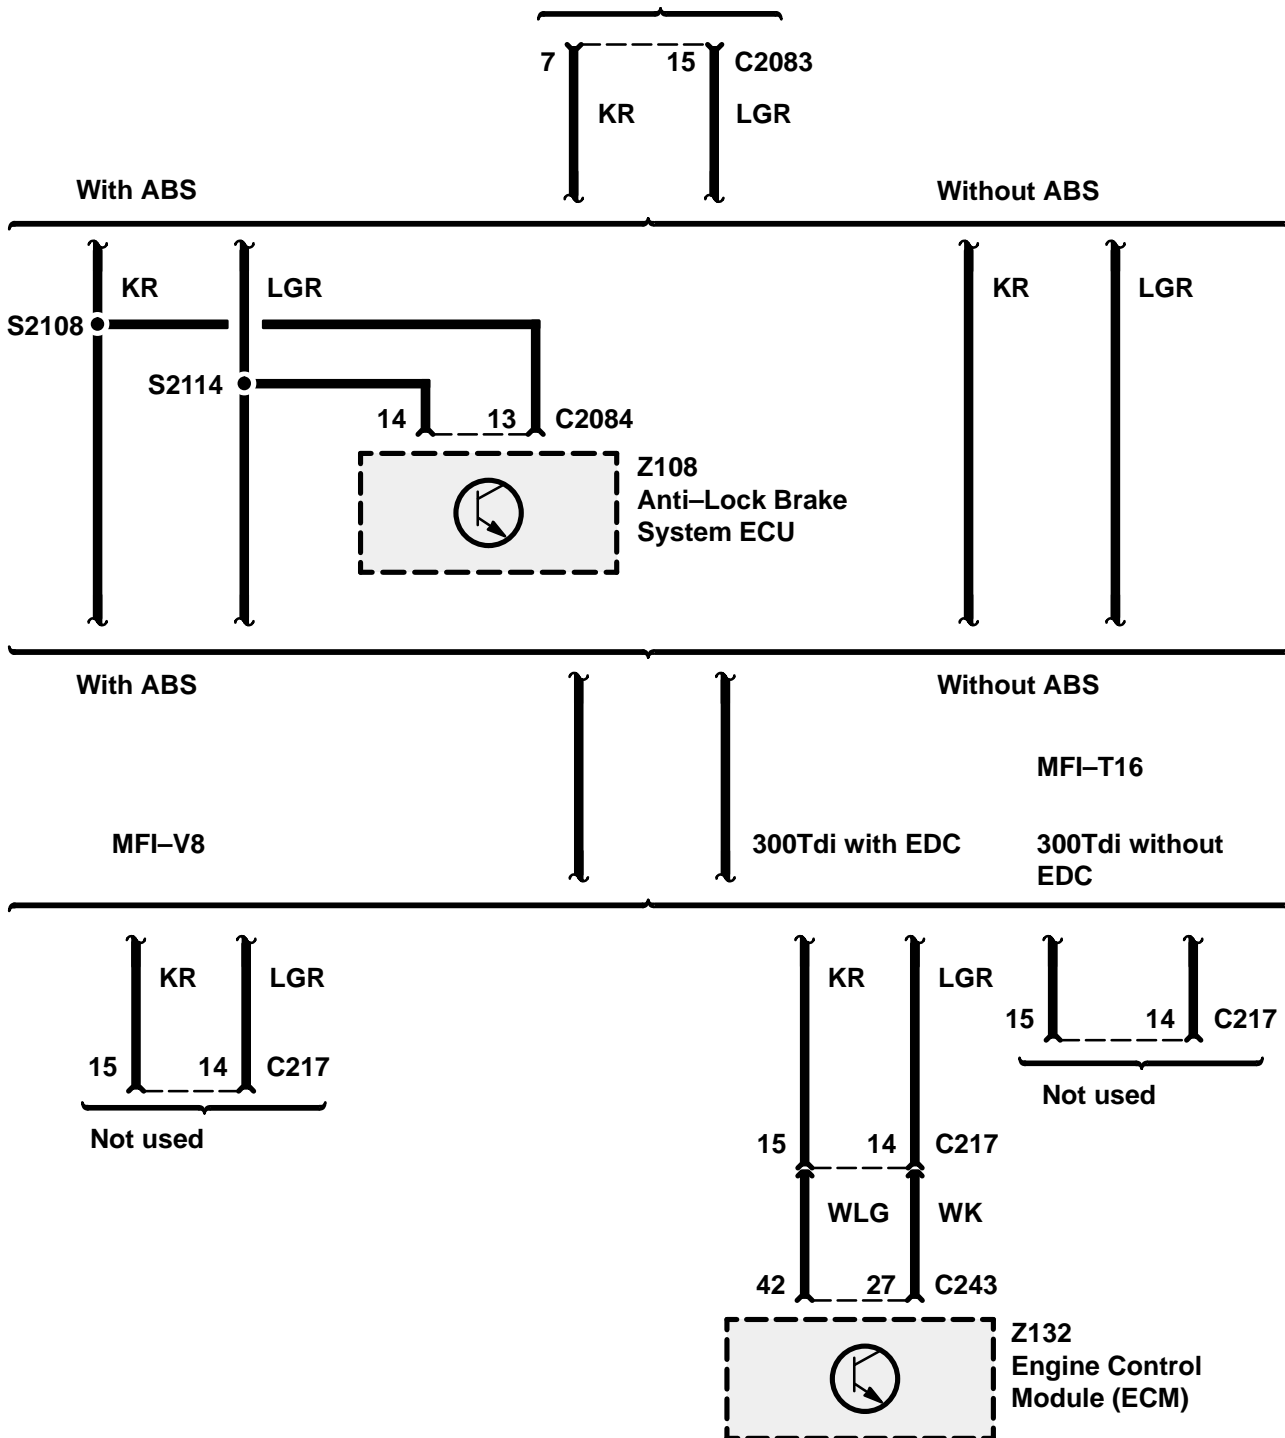 7 15 C2083
KR LGR
With ABS Without ABS
KR LGR KR LGR
S2108
S2114
14 13 C2084
Z108
Anti–Lock Brake
System ECU
With ABS Without ABS
MFI–T16
MFI–V8 300Tdi with EDC 300Tdi without
EDC
KR LGR KR LGR
15 14 C217
15 14 C217
Not used
Not used
15 14 C217
WLG WK
42 27 C243
Z132
Engine Control
Module (ECM)